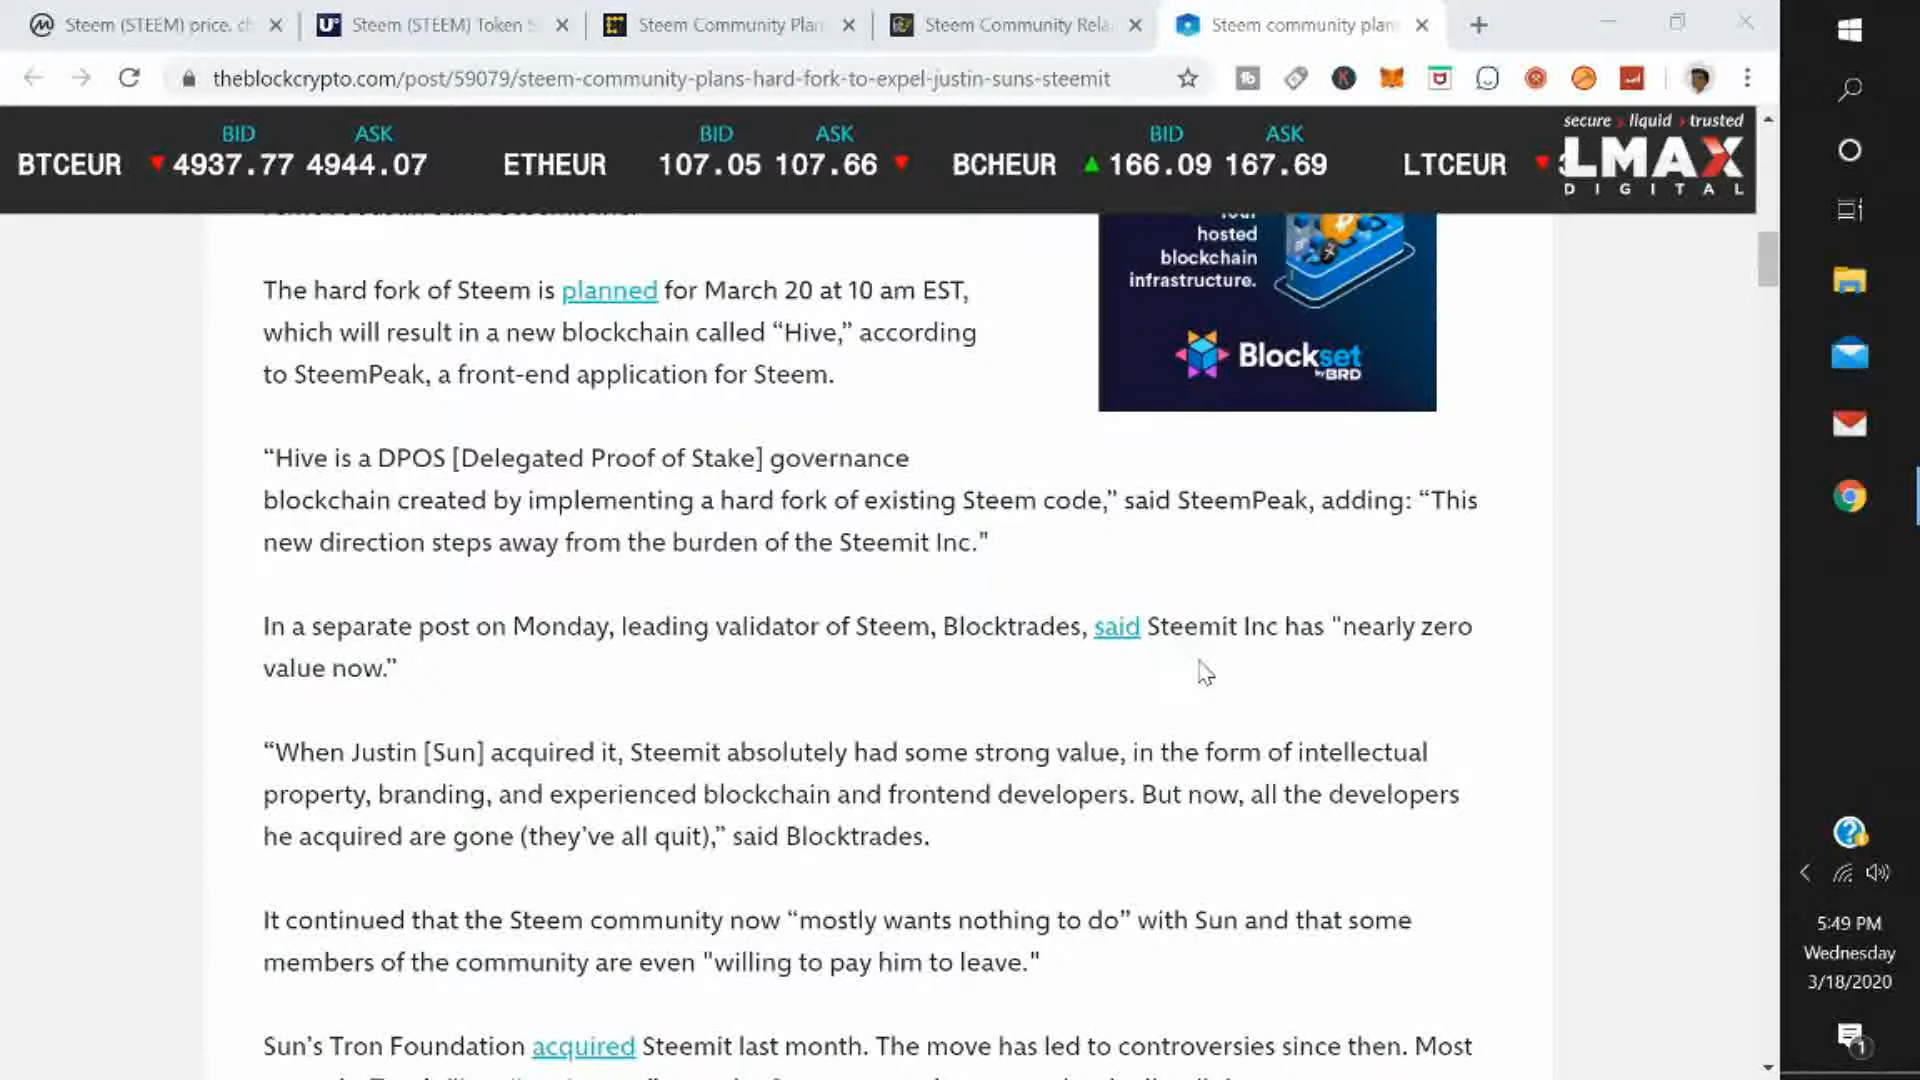 Steem (STEEM) price, c
Steem (STEEM) Token S
Steem Community Plan
Steem Community Rela
Steem community plan
theblockcrypto.com/post/59079/steem-community-plans-hard-fork-to-expel-justin-suns-steemit
BID ASK BID ASK BID ASK
BTCEUR 4937.77 4944.07 ETHEUR 107.05 107.66 BCHEUR 166.09 167.69 LTCEUR
secure liquid trusted
LMAX
DIGITAL
hosted
blockchain
infrastructure.
Blockset
by BRD
The hard fork of Steem is planned for March 20 at 10 am EST,
which will result in a new blockchain called “Hive,” according
to SteemPeak, a front-end application for Steem.
“Hive is a DPOS [Delegated Proof of Stake] governance
blockchain created by implementing a hard fork of existing Steem code,” said SteemPeak, adding: “This
new direction steps away from the burden of the Steemit Inc.”
In a separate post on Monday, leading validator of Steem, Blocktrades, said Steemit Inc has "nearly zero
value now.”
“When Justin [Sun] acquired it, Steemit absolutely had some strong value, in the form of intellectual
property, branding, and experienced blockchain and frontend developers. But now, all the developers
he acquired are gone (they’ve all quit),” said Blocktrades.
It continued that the Steem community now “mostly wants nothing to do” with Sun and that some
members of the community are even "willing to pay him to leave."
Sun’s Tron Foundation acquired Steemit last month. The move has led to controversies since then. Most
5:49 PM
Wednesday
3/18/2020
1